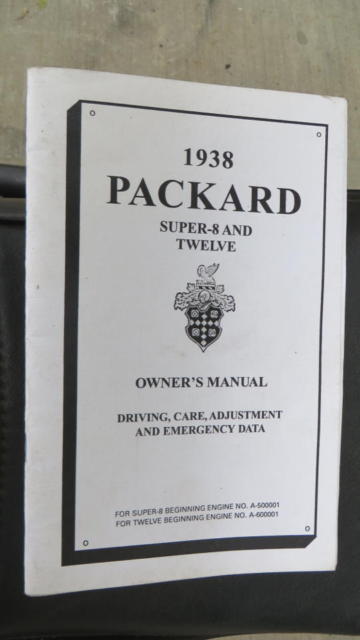 1938
PACKARD
SUPER-8 AND
TWELVE
OWNER'S MANUAL
DRIVING, CARE, ADJUSTMENT
AND EMERGENCY DATA
FOR SUPER-8 BEGINNING ENGINE NO. A-500001
FOR TWELVE BEGINNING ENGINE NO. A-600001